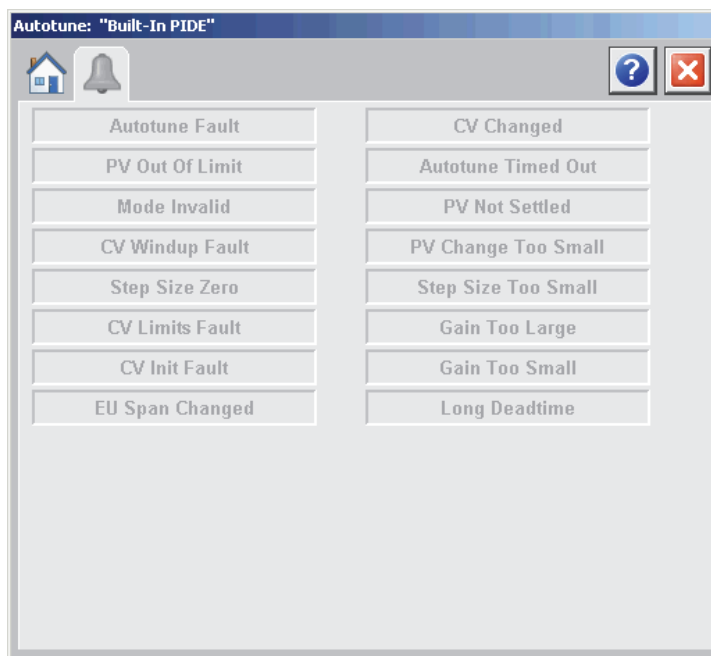 Autotune: "Built-In PIDE"
?
Autotune Fault
PV Out Of Limit
Mode Invalid
CV Windup Fault
Step Size Zero
CV Limits Fault
CV Init Fault
EU Span Changed
CV Changed
Autotune Timed Out
PV Not Settled
PV Change Too Small
Step Size Too Small
Gain Too Large
Gain Too Small
Long Deadtime